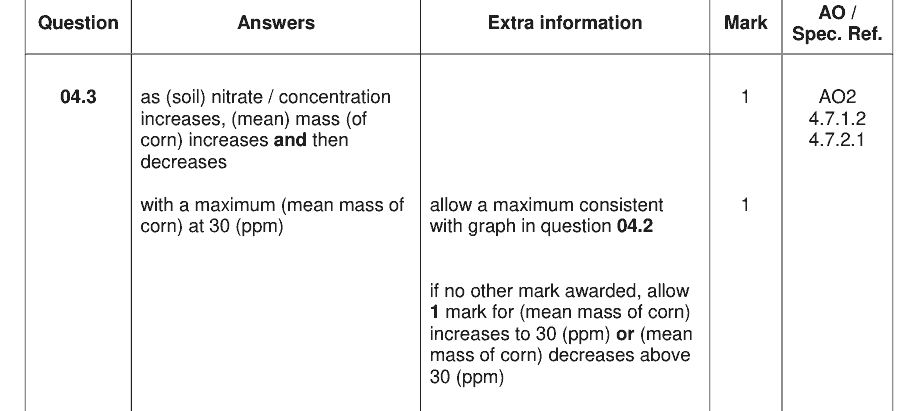 Question Answers Extra information Mark AO /
Spec. Ref.
04.3 as (soil) nitrate / concentration 1 AO2
increases, (mean) mass (of 4.7.1.2
corn) increases and then 4.7.2.1
decreases
with a maximum (mean mass of allow a maximum consistent 1
corn) at 30 (ppm) with graph in question 04.2
if no other mark awarded, allow
1 mark for (mean mass of corn)
increases to 30 (ppm) or (mean
mass of corn) decreases above
30 (ppm)